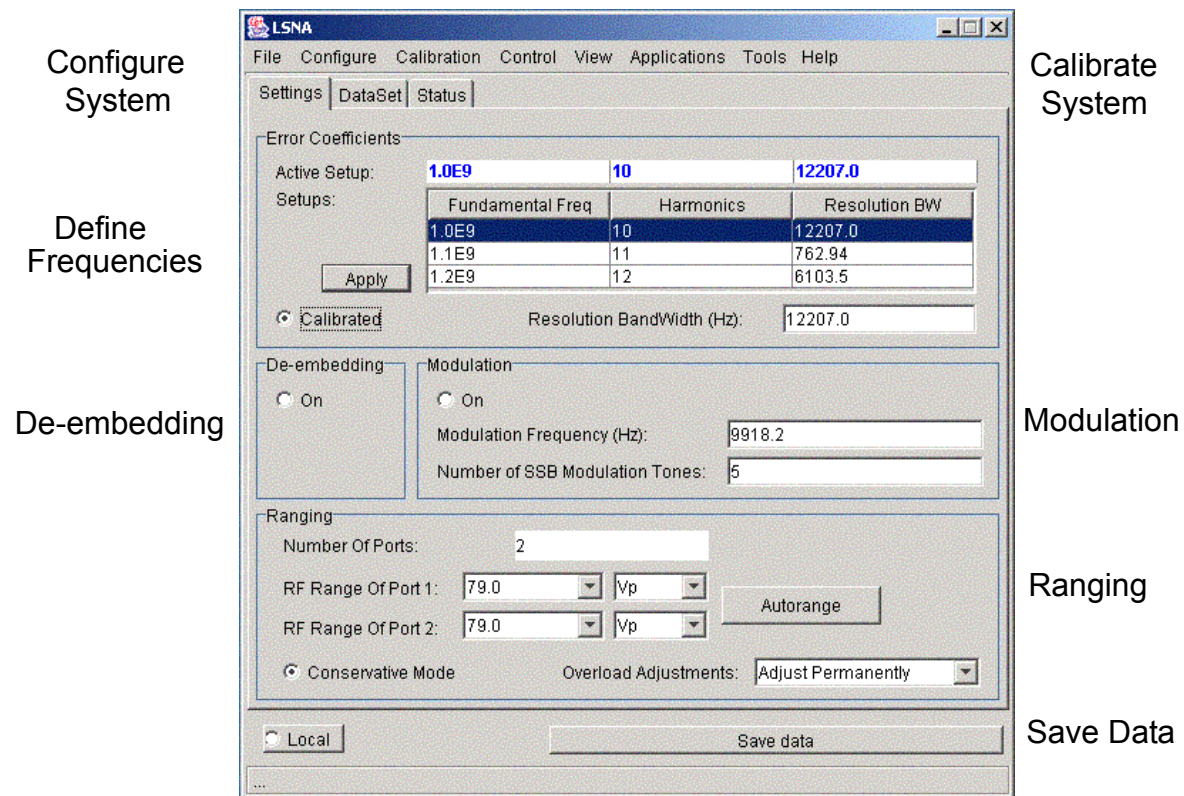 LSNA
File Configure Calibration Control View Applications Tools Help
Configure
System
Calibrate
System
Settings DataSet Status
Error Coefficients
Active Setup: 1.0E9 10 12207.0
Setups:
Fundamental Freq Harmonics Resolution BW
1.0E9 10 12207.0
1.1E9 11 762.94
1.2E9 12 6103.5
Define
Frequencies
Apply
Calibrated Resolution BandWidth (Hz): 12207.0
De-embedding
De-embedding
On
Modulation
On
Modulation Frequency (Hz): 9918.2
Number of SSB Modulation Tones: 5
Modulation
Ranging
Number Of Ports: 2
RF Range Of Port 1: 79.0 Vp
RF Range Of Port 2: 79.0 Vp
Autorange
Conservative Mode Overload Adjustments: Adjust Permanently
Ranging
Local Save data
Save Data
...